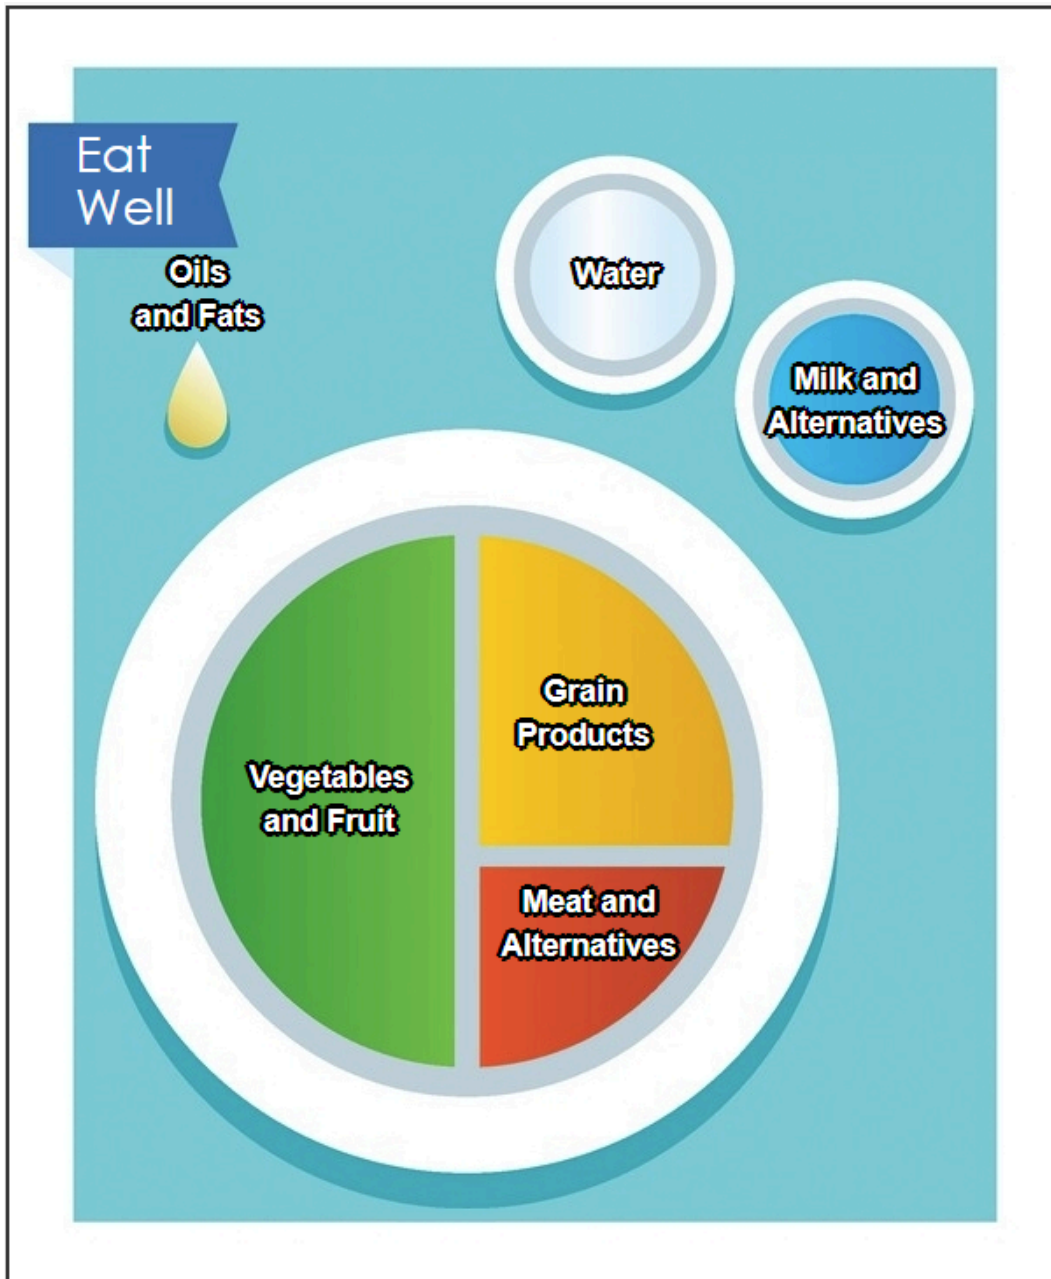 Eat
Well
Oils
and Fats
Water
Milk and
Alternatives
Grain
Products
Vegetables
and Fruit
Meat and
Alternatives